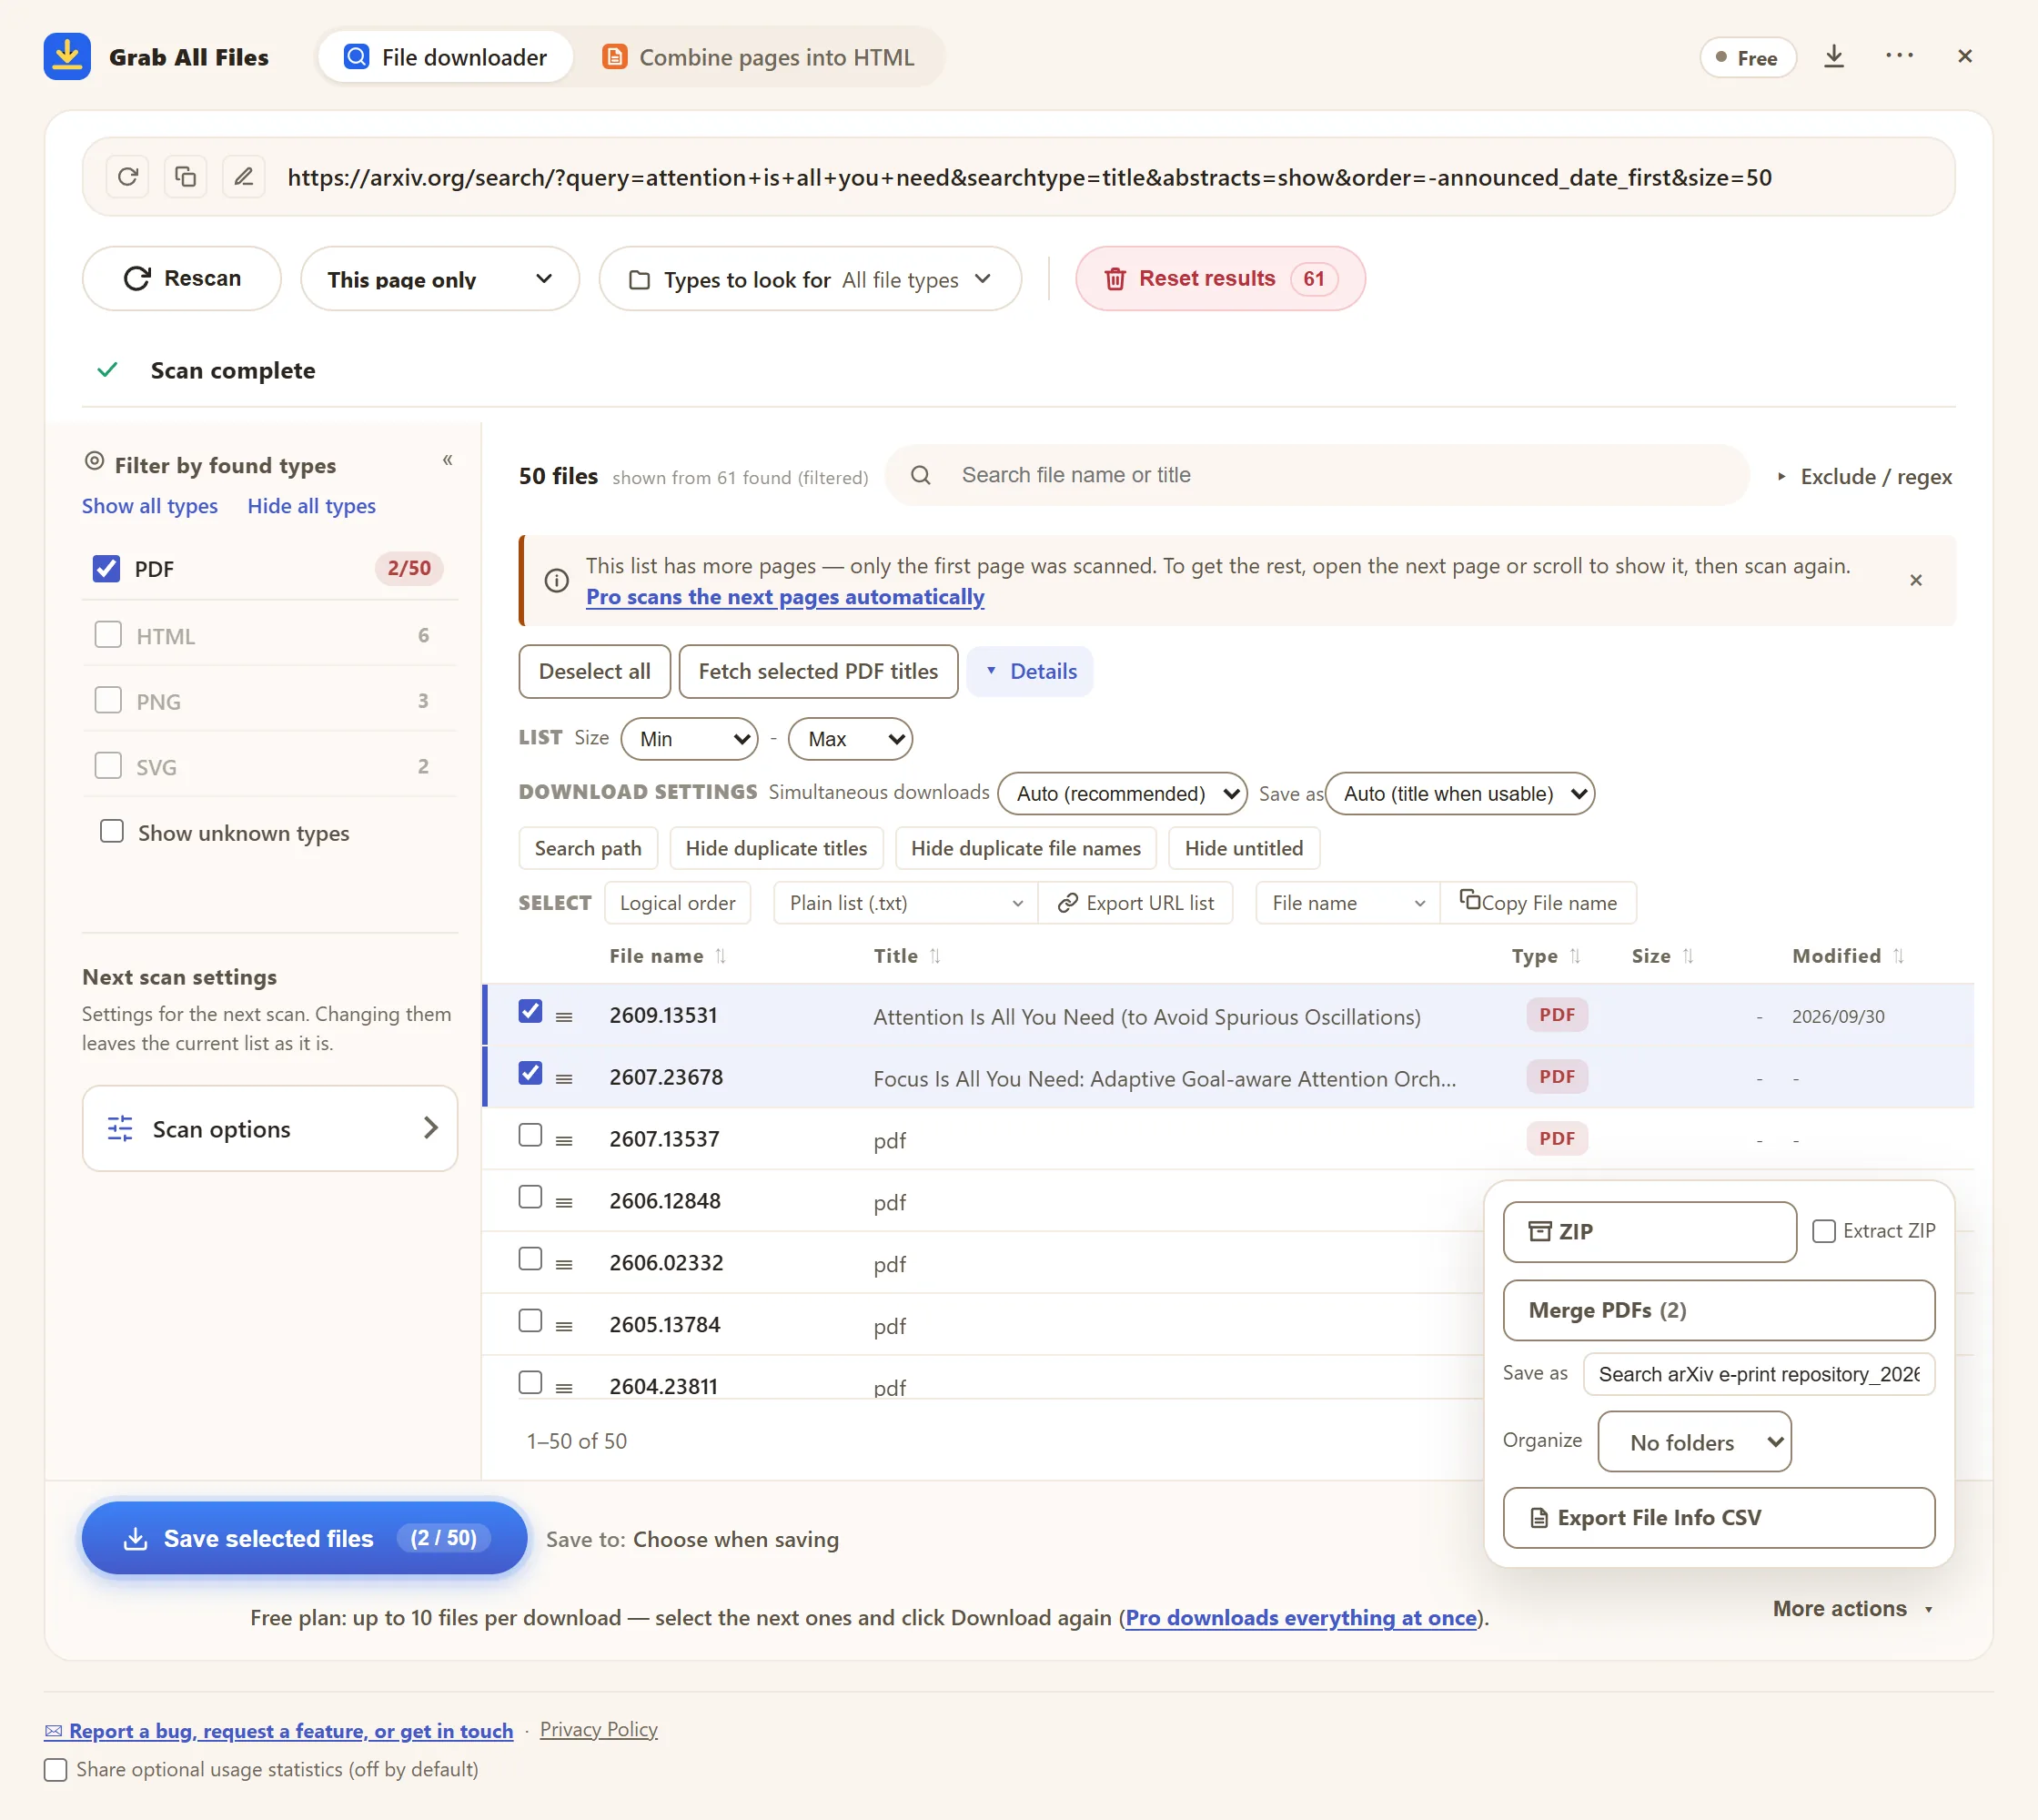 Grab All Files
File downloader
Combine pages into HTML
Free
https://arxiv.org/search/?query=attention+is+all+you+need&searchtype=title&abstracts=show&order=-announced_date_first&size=50
Rescan
This page only
Types to look for All file types
Reset results 61
Scan complete
Filter by found types
Show all types Hide all types
PDF 2/50
HTML 6
PNG 3
SVG 2
Show unknown types
Next scan settings
Settings for the next scan. Changing them
leaves the current list as it is.
Scan options
50 files shown from 61 found (filtered)
Search file name or title
Exclude / regex
This list has more pages — only the first page was scanned. To get the rest, open the next page or scroll to show it, then scan again.
Pro scans the next pages automatically
Deselect all Fetch selected PDF titles Details
LIST Size Min - Max
DOWNLOAD SETTINGS Simultaneous downloads Auto (recommended) Save as Auto (title when usable)
Search path Hide duplicate titles Hide duplicate file names Hide untitled
SELECT Logical order Plain list (.txt) Export URL list File name Copy File name
File name Title Type Size Modified
2609.13531 Attention Is All You Need (to Avoid Spurious Oscillations) PDF - 2026/09/30
2607.23678 Focus Is All You Need: Adaptive Goal-aware Attention Orch... PDF - -
2607.13537 pdf PDF - -
2606.12848 pdf
2606.02332 pdf
2605.13784 pdf
2604.23811 pdf
1–50 of 50
ZIP Extract ZIP
Merge PDFs (2)
Save as Search arXiv e-print repository_2026
Organize No folders
Export File Info CSV
Save selected files (2 / 50)
Save to: Choose when saving
Free plan: up to 10 files per download — select the next ones and click Download again (Pro downloads everything at once).
More actions
Report a bug, request a feature, or get in touch · Privacy Policy
Share optional usage statistics (off by default)